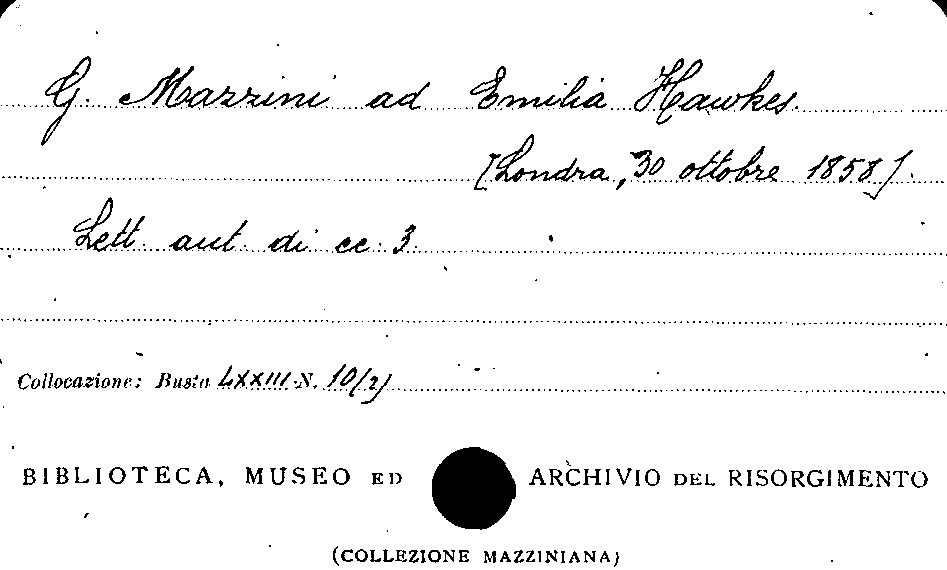 G. Mazzini ad Emilia Hawkes.
[Londra, 30 ottobre 1858].
Lett. aut. di cc. 3
Collocazione: Busta LXXIII N. 10(2)
BIBLIOTECA, MUSEO ED ARCHIVIO DEL RISORGIMENTO
(COLLEZIONE MAZZINIANA)